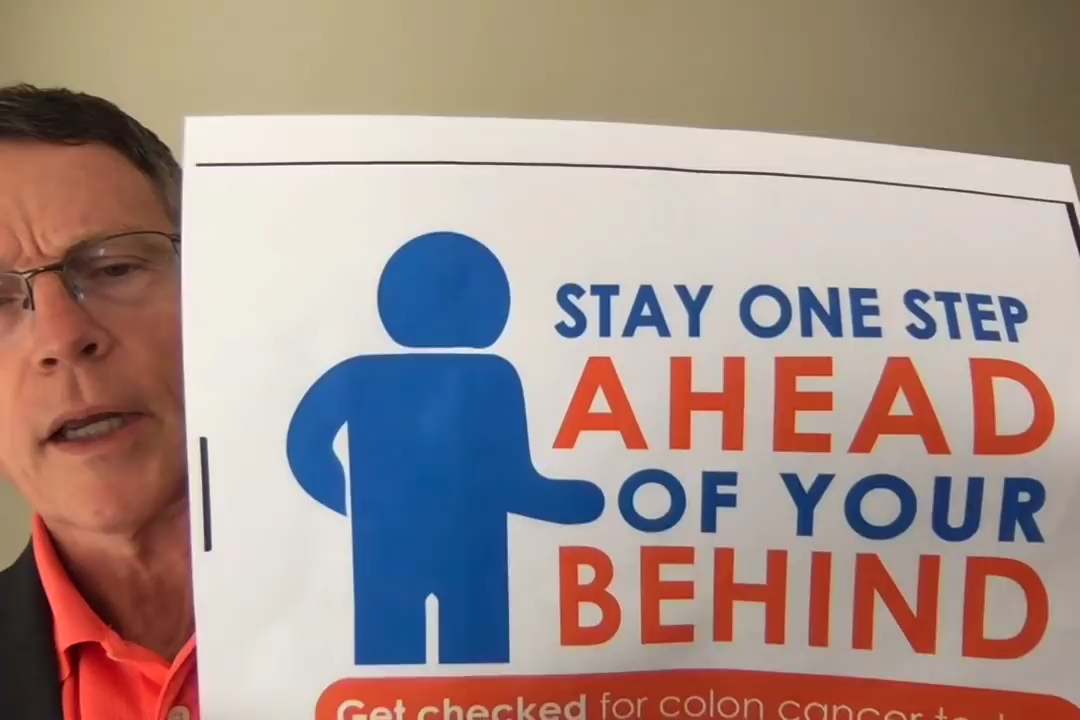 STAY ONE STEP
AHEAD
OF YOUR
BEHIND
Get checked for colon cancer